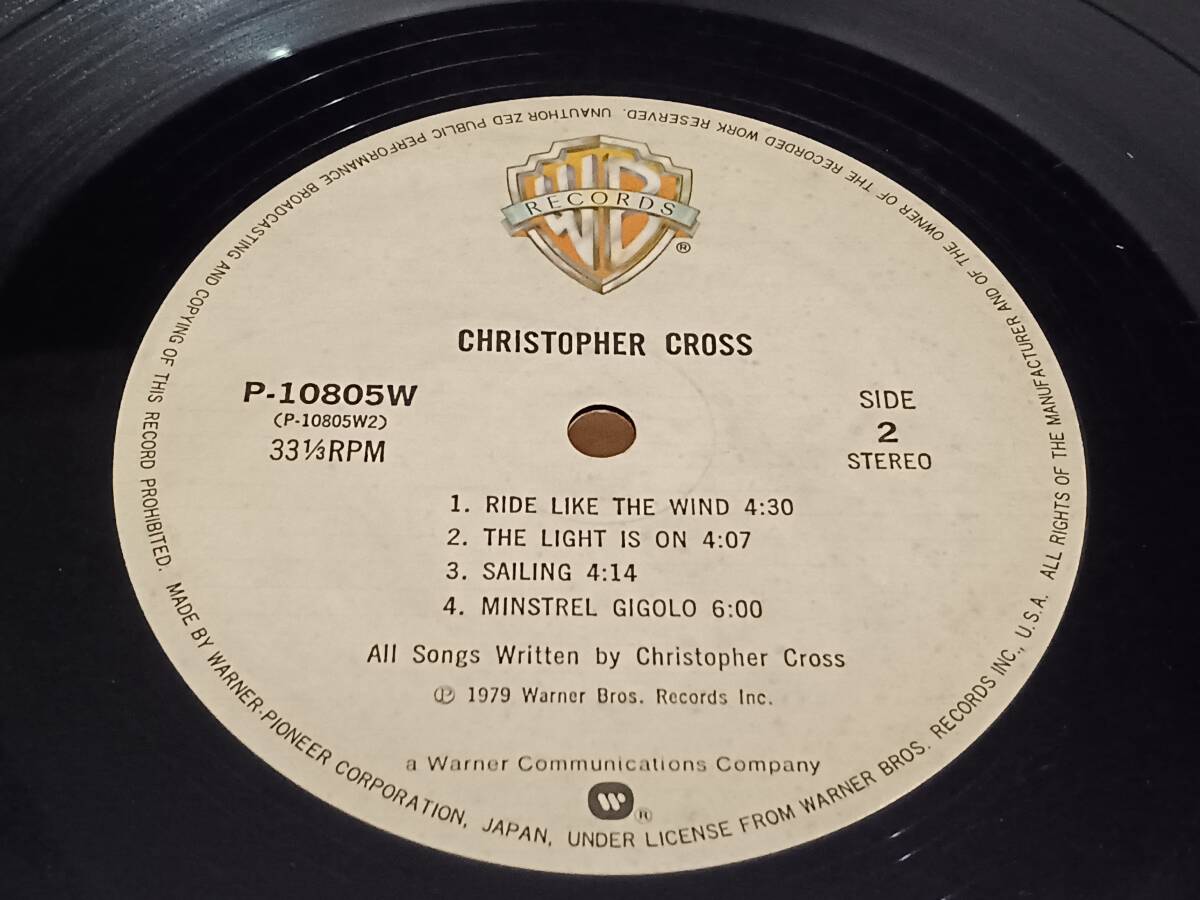 WB
RECORDS
®
CHRISTOPHER CROSS
P-10805W
(P-10805W2)
33⅓RPM
SIDE
2
STEREO
1. RIDE LIKE THE WIND 4:30
2. THE LIGHT IS ON 4:07
3. SAILING 4:14
4. MINSTREL GIGOLO 6:00
All Songs Written by Christopher Cross
Ⓟ 1979 Warner Bros. Records Inc.
a Warner Communications Company
®
MADE BY WARNER-PIONEER CORPORATION, JAPAN, UNDER LICENSE FROM WARNER BROS. RECORDS INC., U.S.A. ALL RIGHTS OF THE MANUFACTURER AND OF THE OWNER OF THE RECORDED WORK RESERVED. UNAUTHOR ZED PUBLIC PERFORMANCE BROADCASTING AND COPYING OF THIS RECORD PROHIBITED.